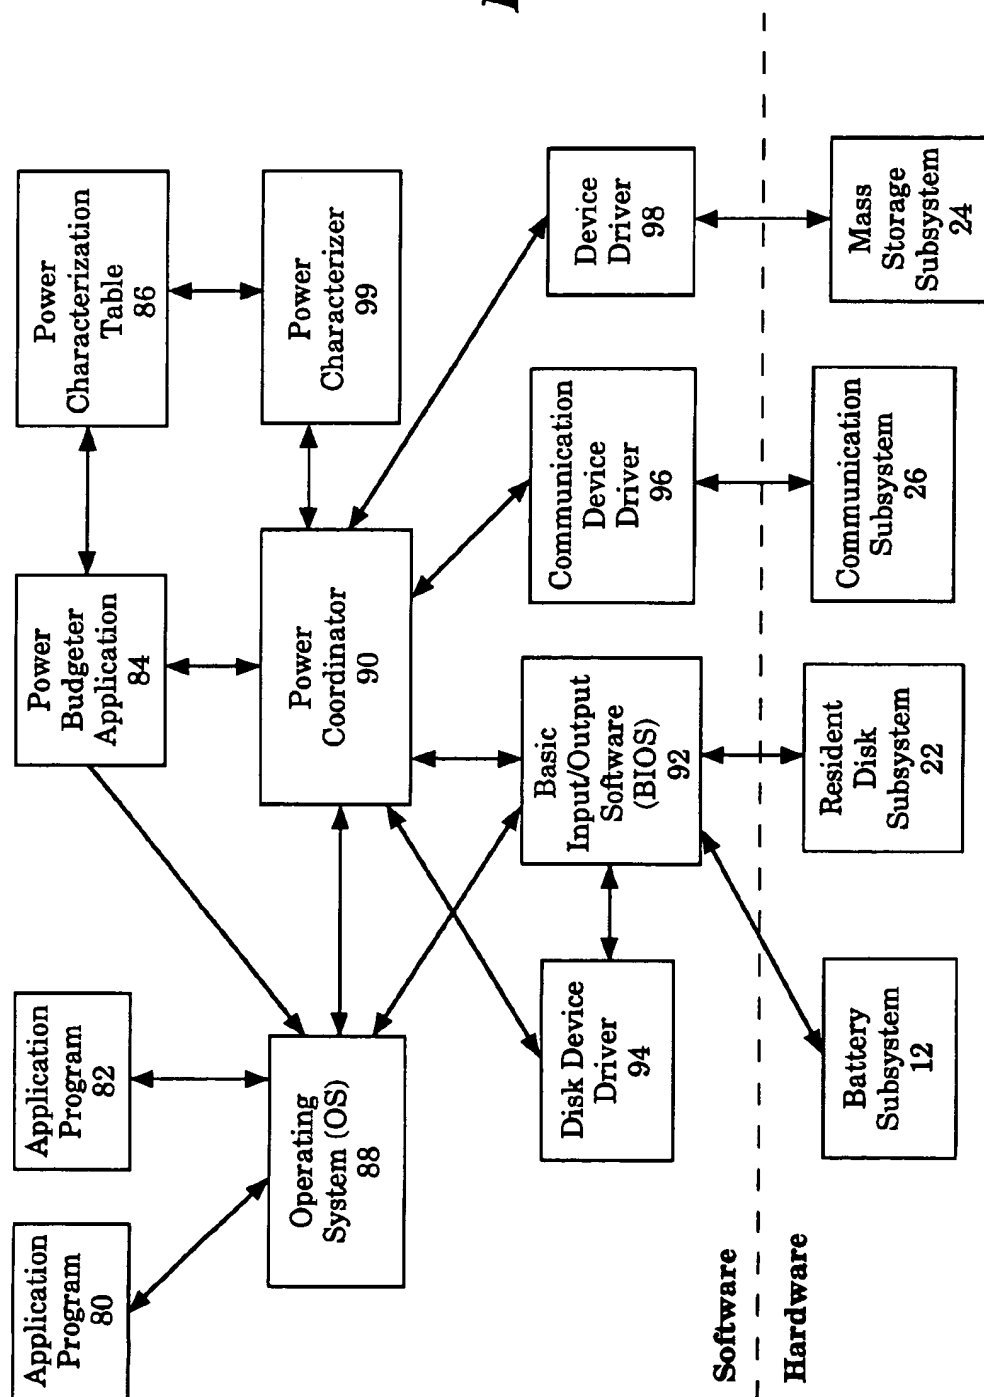 Application
Program
80
Application
Program
82
Power
Budgeter
Application
84
Power
Characterization
Table
86
Operating
System (OS)
88
Power
Coordinator
90
Power
Characterizer
99
Disk Device
Driver
94
Basic
Input/Output
Software
(BIOS)
92
Communication
Device
Driver
96
Device
Driver
98
Software
Hardware
Battery
Subsystem
12
Resident
Disk
Subsystem
22
Communication
Subsystem
26
Mass
Storage
Subsystem
24